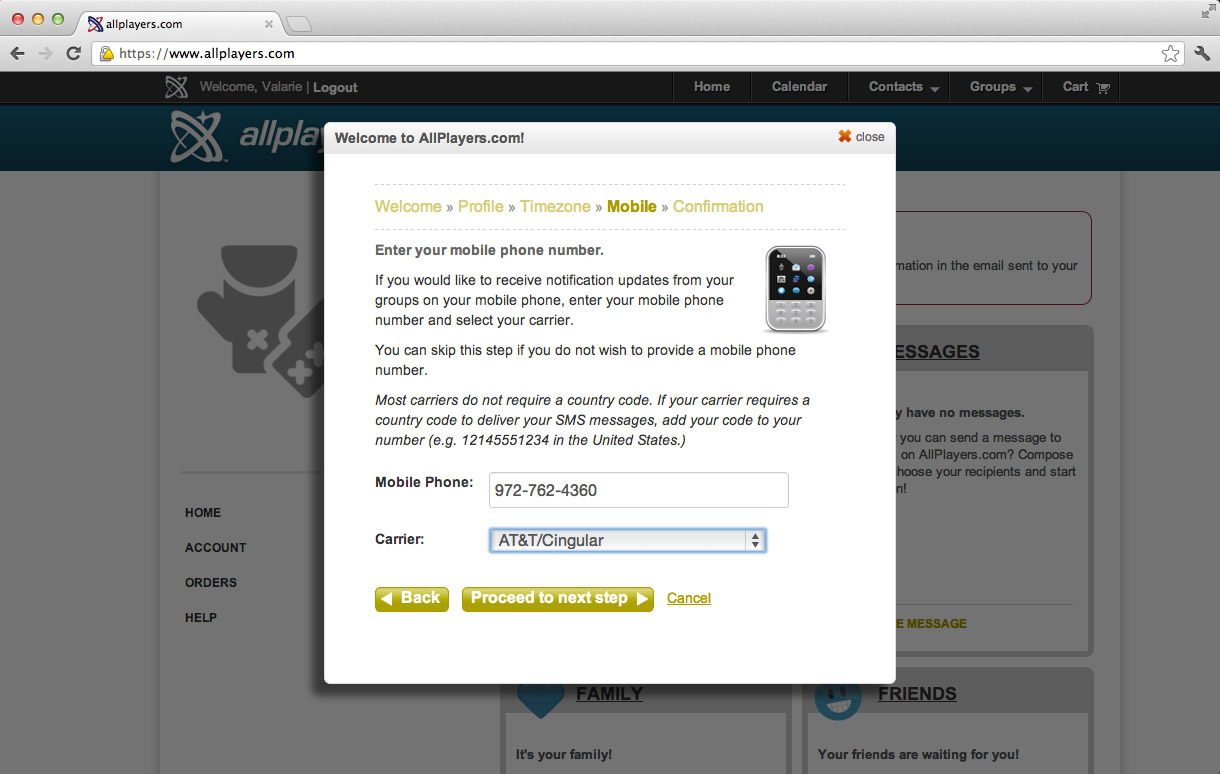 allplayers.com
https://www.allplayers.com
Welcome, Valarie | Logout
Home
Calendar
Contacts
Groups
Cart
Welcome to AllPlayers.com!
close
Welcome » Profile » Timezone » Mobile » Confirmation
Enter your mobile phone number.
If you would like to receive notification updates from your
groups on your mobile phone, enter your mobile phone
number and select your carrier.
You can skip this step if you do not wish to provide a mobile phone
number.
Most carriers do not require a country code. If your carrier requires a
country code to deliver your SMS messages, add your code to your
number (e.g. 12145551234 in the United States.)
Mobile Phone:
972-762-4360
Carrier:
AT&T/Cingular
Back
Proceed to next step
Cancel
HOME
ACCOUNT
ORDERS
HELP
in the email sent to your
have no messages.
you can send a message to
on AllPlayers.com? Compose
your recipients and start
MESSAGE
FAMILY
It's your family!
FRIENDS
Your friends are waiting for you!